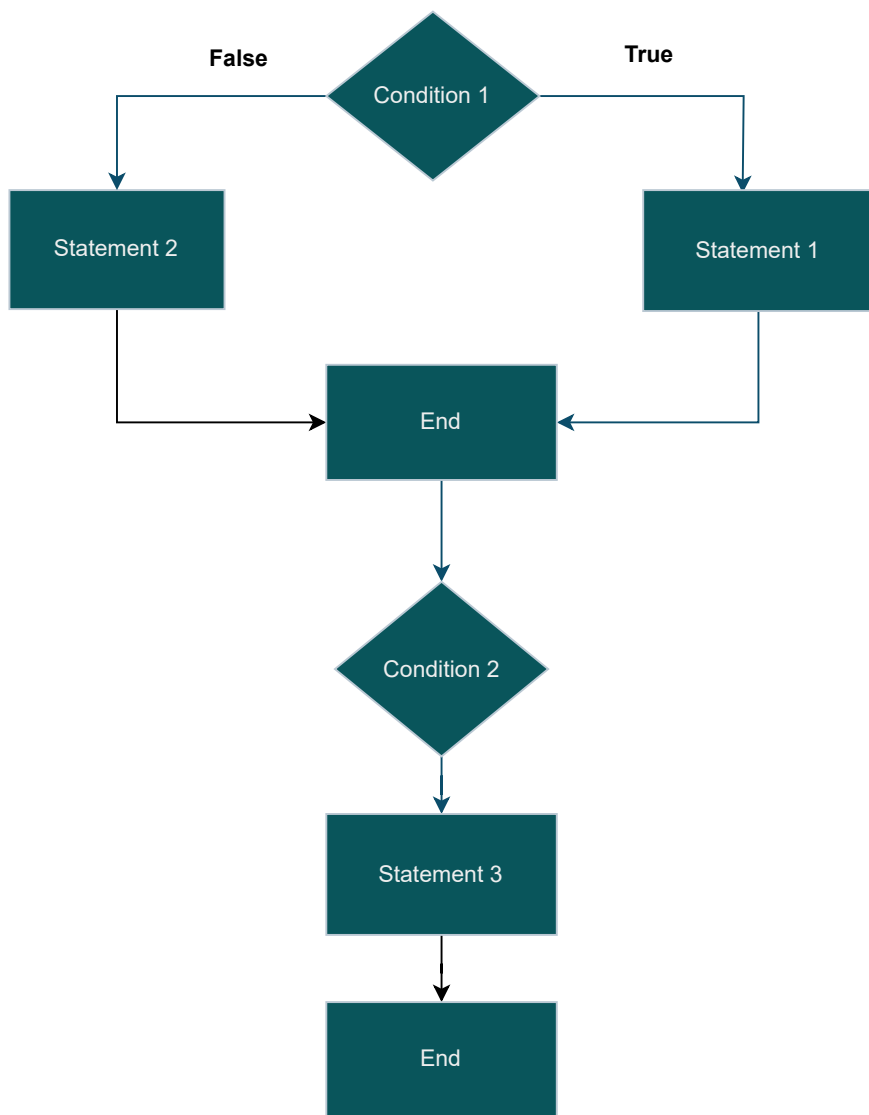 False
True
Condition 1
Statement 2
Statement 1
End
Condition 2
Statement 3
End